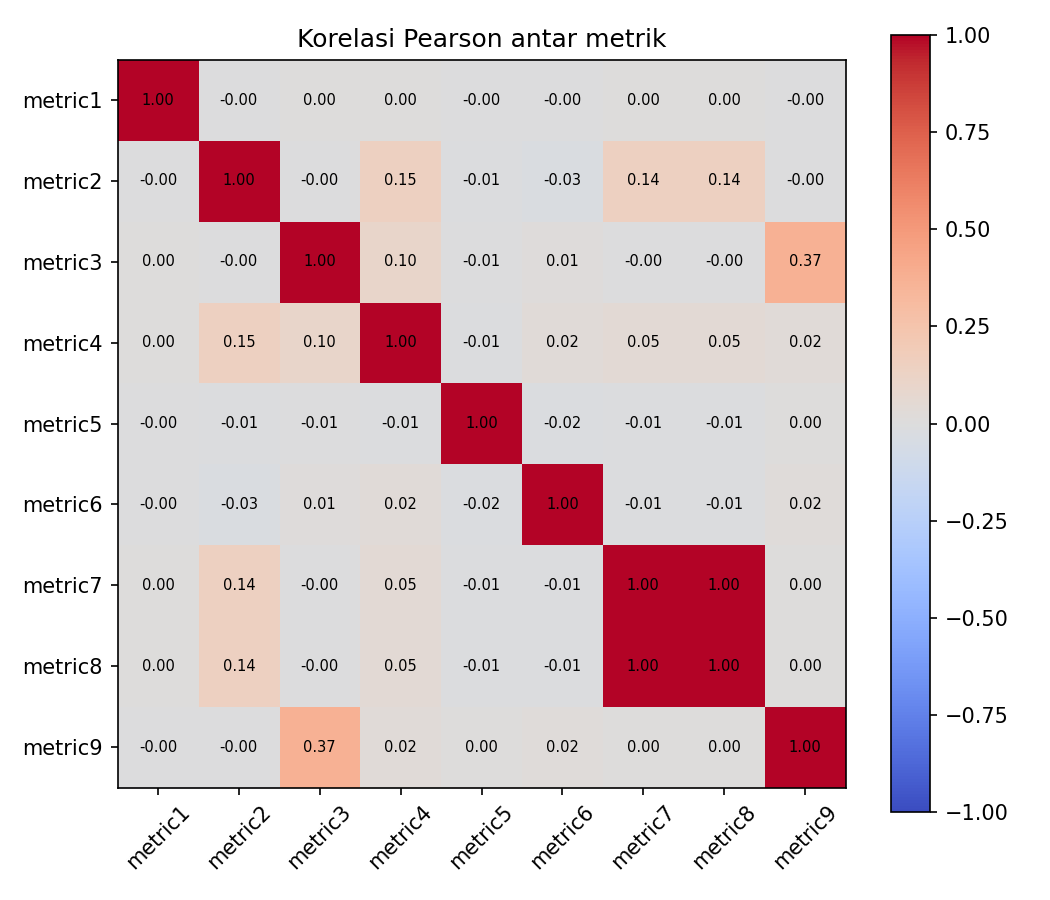 Korelasi Pearson antar metrik
metric1 1.00 -0.00 0.00 0.00 -0.00 -0.00 0.00 0.00 -0.00
metric2 -0.00 1.00 -0.00 0.15 -0.01 -0.03 0.14 0.14 -0.00
metric3 0.00 -0.00 1.00 0.10 -0.01 0.01 -0.00 -0.00 0.37
metric4 0.00 0.15 0.10 1.00 -0.01 0.02 0.05 0.05 0.02
metric5 -0.00 -0.01 -0.01 -0.01 1.00 -0.02 -0.01 -0.01 0.00
metric6 -0.00 -0.03 0.01 0.02 -0.02 1.00 -0.01 -0.01 0.02
metric7 0.00 0.14 -0.00 0.05 -0.01 -0.01 1.00 1.00 0.00
metric8 0.00 0.14 -0.00 0.05 -0.01 -0.01 1.00 1.00 0.00
metric9 -0.00 -0.00 0.37 0.02 0.00 0.02 0.00 0.00 1.00
metric1 metric2 metric3 metric4 metric5 metric6 metric7 metric8 metric9
1.00
0.75
0.50
0.25
0.00
−0.25
−0.50
−0.75
−1.00